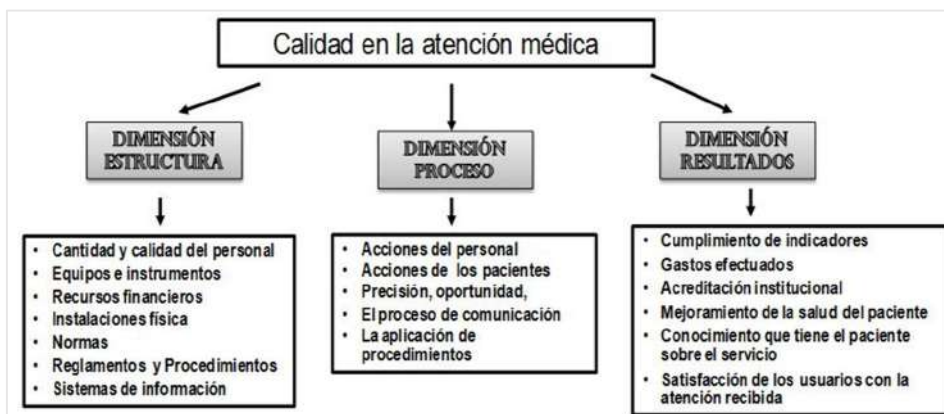 Calidad en la atención médica
DIMENSIÓN
ESTRUCTURA
• Cantidad y calidad del personal
• Equipos e instrumentos
• Recursos financieros
• Instalaciones física
• Normas
• Reglamentos y Procedimientos
• Sistemas de información
DIMENSIÓN
PROCESO
• Acciones del personal
• Acciones de los pacientes
• Precisión, oportunidad,
• El proceso de comunicación
• La aplicación de
procedimientos
DIMENSIÓN
RESULTADOS
• Cumplimiento de indicadores
• Gastos efectuados
• Acreditación institucional
• Mejoramiento de la salud del paciente
• Conocimiento que tiene el paciente
sobre el servicio
• Satisfacción de los usuarios con la
atención recibida